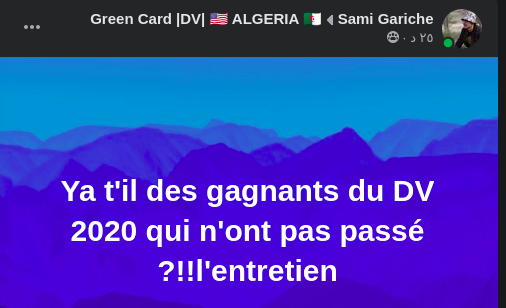 Green Card |DV| 🇺🇸 ALGERIA 🇩🇿 ◂ Sami Gariche
٢٥ د ·
Ya t'il des gagnants du DV
2020 qui n'ont pas passé
?!!l'entretien